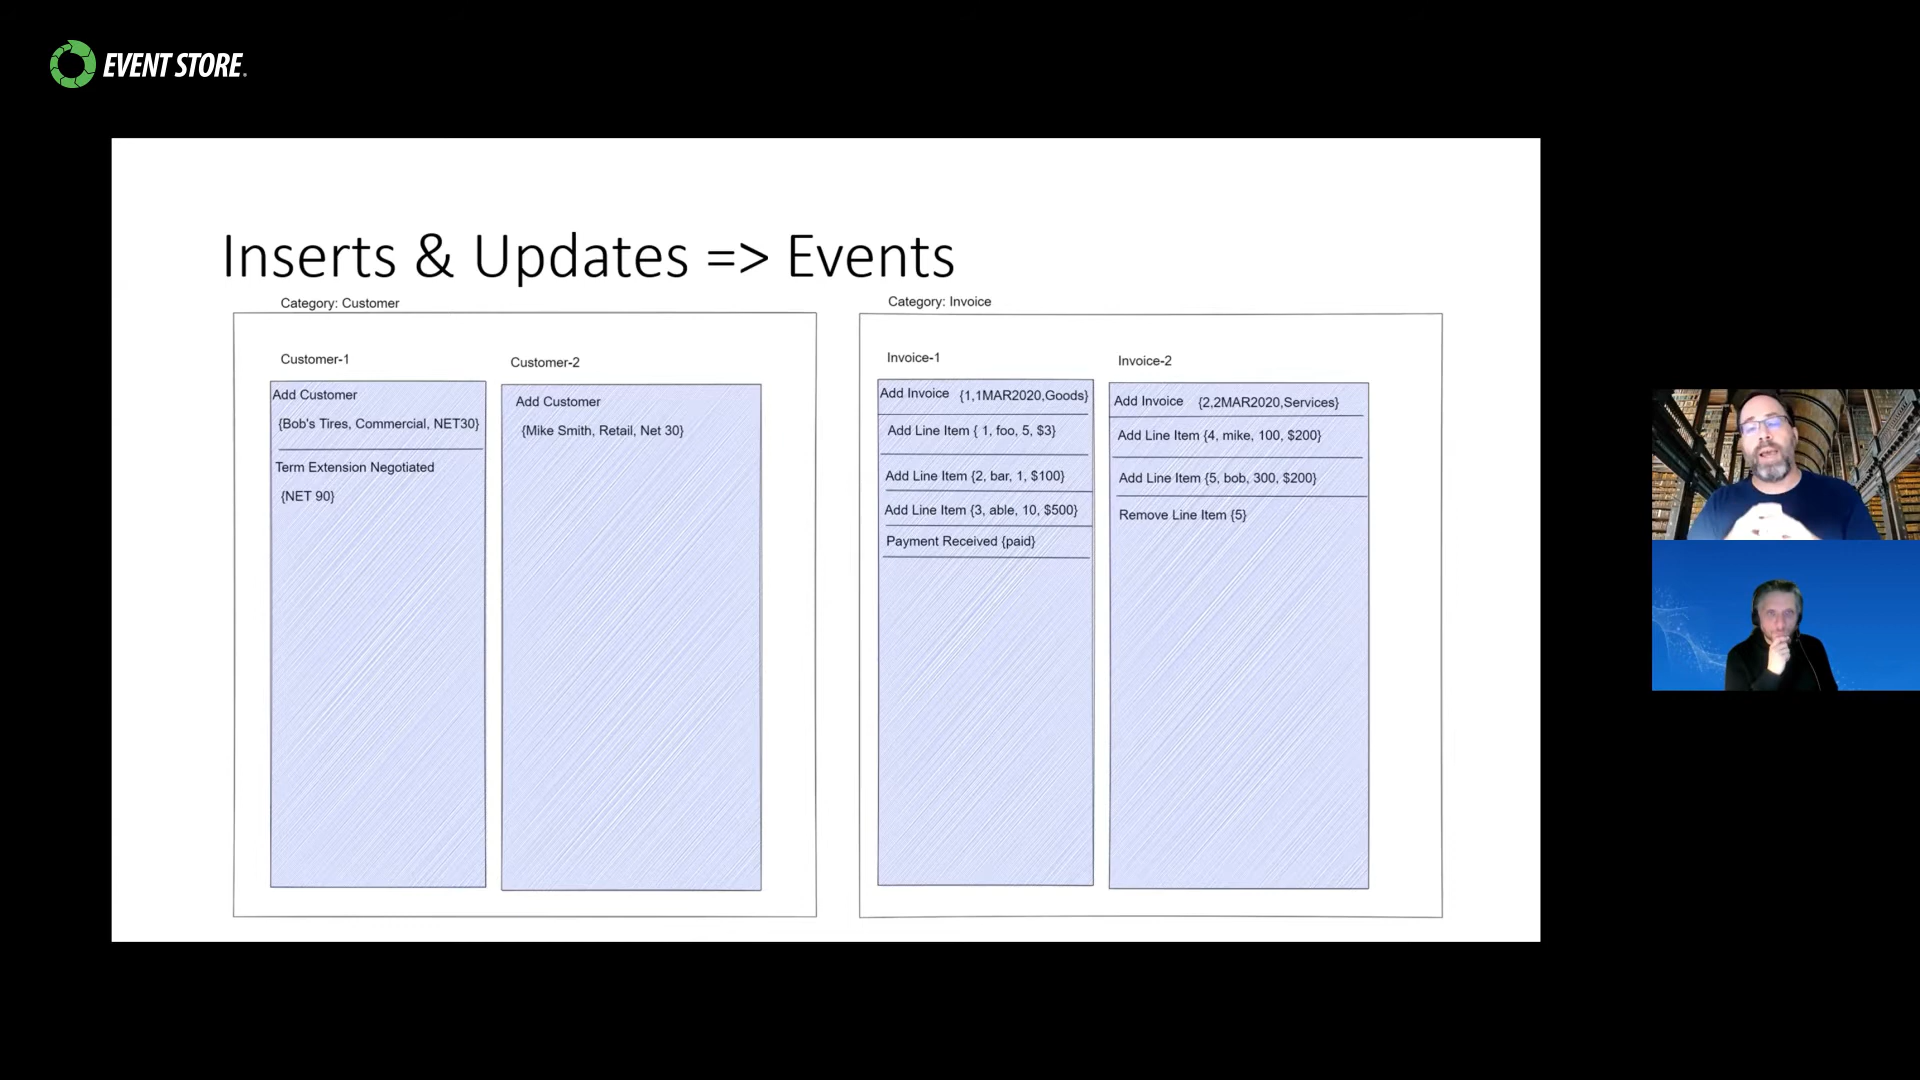 EVENT STORE
Inserts & Updates => Events
Category: Customer
Customer-1
Add Customer
{Bob's Tires, Commercial, NET30}
Term Extension Negotiated
{NET 90}
Customer-2
Add Customer
{Mike Smith, Retail, Net 30}
Category: Invoice
Invoice-1
Add Invoice {1,1MAR2020,Goods}
Add Line Item { 1, foo, 5, $3}
Add Line Item {2, bar, 1, $100}
Add Line Item {3, able, 10, $500}
Payment Received {paid}
Invoice-2
Add Invoice {2,2MAR2020,Services}
Add Line Item {4, mike, 100, $200}
Add Line Item {5, bob, 300, $200}
Remove Line Item {5}